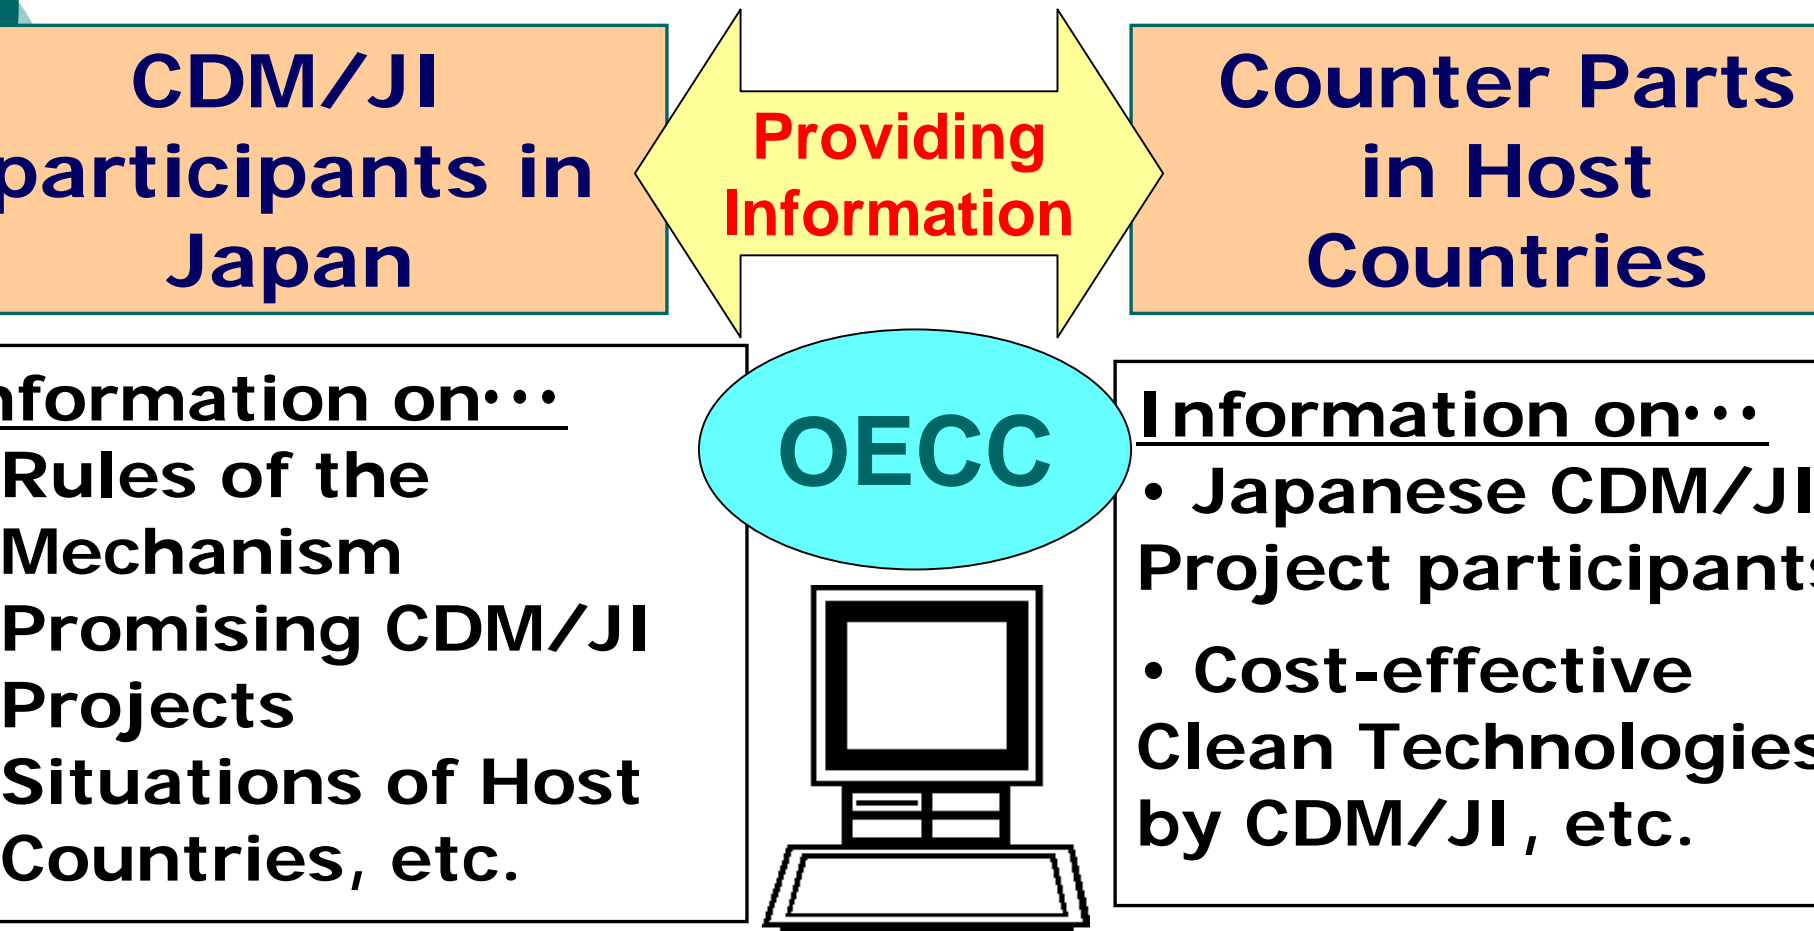 CDM/JI
participants in
Japan
Providing
Information
Counter Parts
in Host
Countries
nformation on･･･
Rules of the
Mechanism
Promising CDM/JI
Projects
Situations of Host
Countries, etc.
OECC
Information on･･･
• Japanese CDM/JI
Project participants
• Cost-effective
Clean Technologies
by CDM/JI, etc.